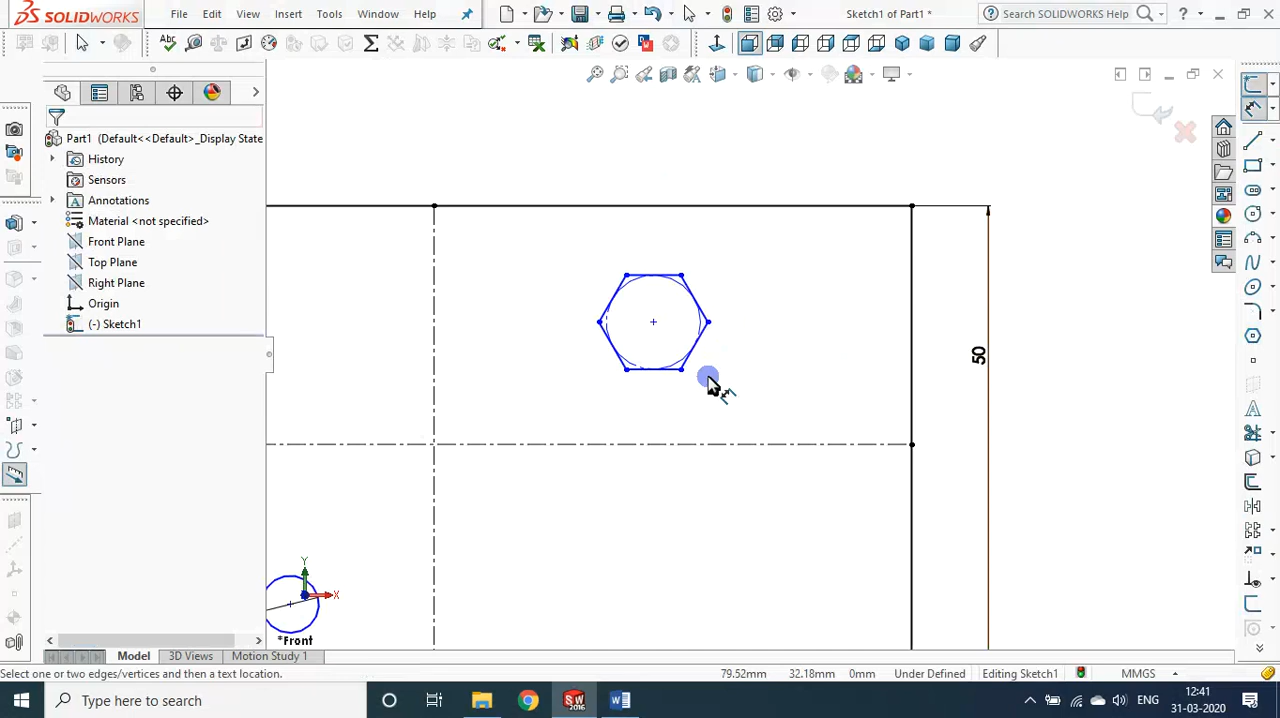 SOLIDWORKS
File Edit View Insert Tools Window Help
Sketch1 of Part1 *
Search SOLIDWORKS Help
?
Abc
Part1 (Default<<Default>_Display State
History
Sensors
Annotations
Material <not specified>
Front Plane
Top Plane
Right Plane
Origin
(-) Sketch1
50
Y
X
*Front
Model 3D Views Motion Study 1
Select one or two edges/vertices and then a text location.
79.52mm 32.18mm 0mm Under Defined Editing Sketch1 MMGS
Type here to search
SW
2016
ENG
12:41
31-03-2020